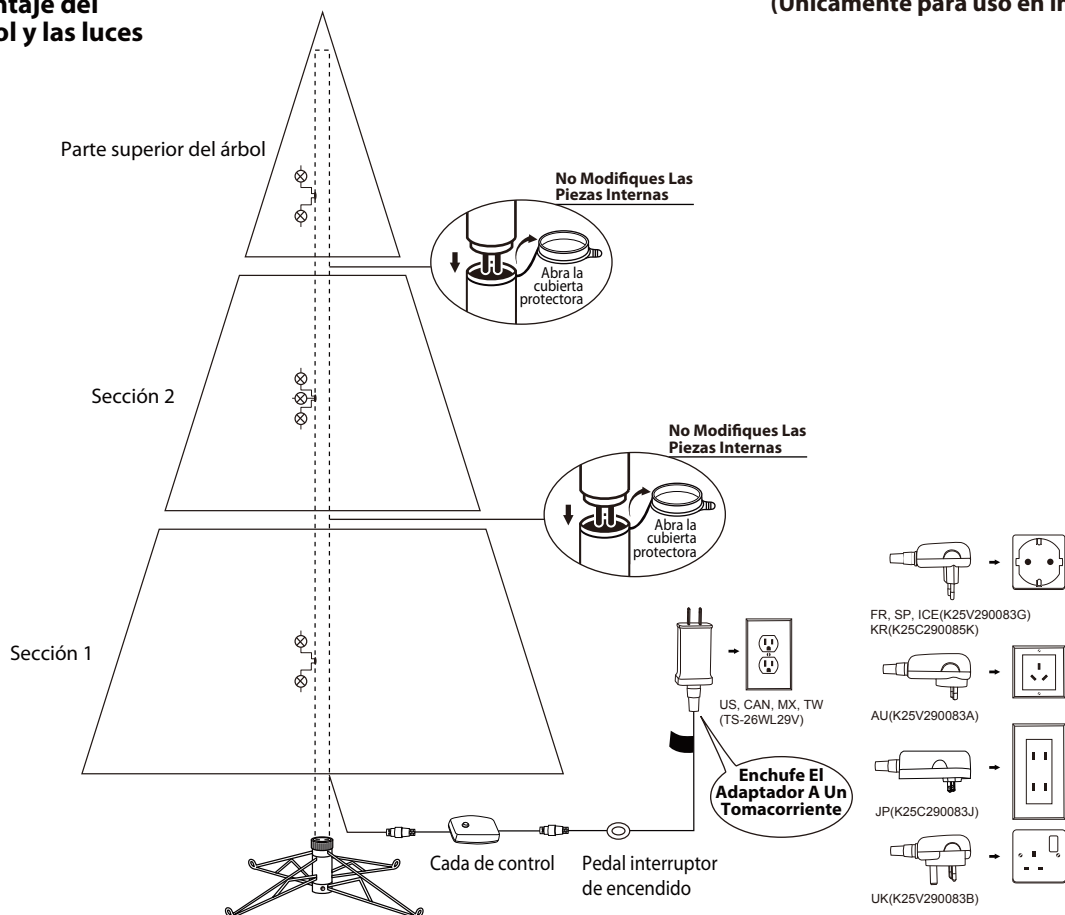 ntaje del
ol y las luces
(Únicamente para uso en in
Parte superior del árbol
No Modifiques Las
Piezas Internas
Abra la
cubierta
protectora
Sección 2
No Modifiques Las
Piezas Internas
Abra la
cubierta
protectora
Sección 1
US, CAN, MX, TW
(TS-26WL29V)
Enchufe El
Adaptador A Un
Tomacorriente
Cada de control
Pedal interruptor
de encendido
FR, SP, ICE(K25V290083G)
KR(K25C290085K)
AU(K25V290083A)
JP(K25C290083J)
UK(K25V290083B)